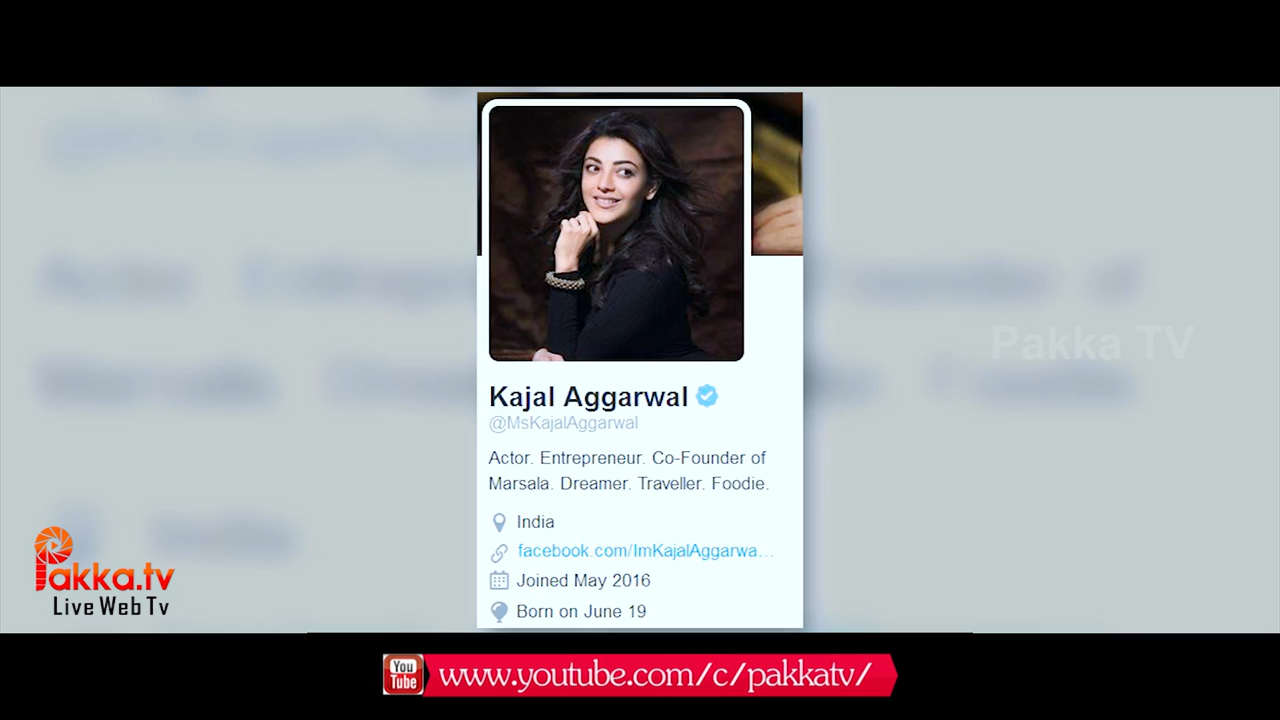 Kajal Aggarwal
@MsKajalAggarwal
Actor. Entrepreneur. Co-Founder of
Marsala. Dreamer. Traveller. Foodie.
India
facebook.com/ImKajalAggarwa...
Joined May 2016
Born on June 19
Pakka TV
Pakka.tv
Live Web Tv
You
Tube
www.youtube.com/c/pakkatv/